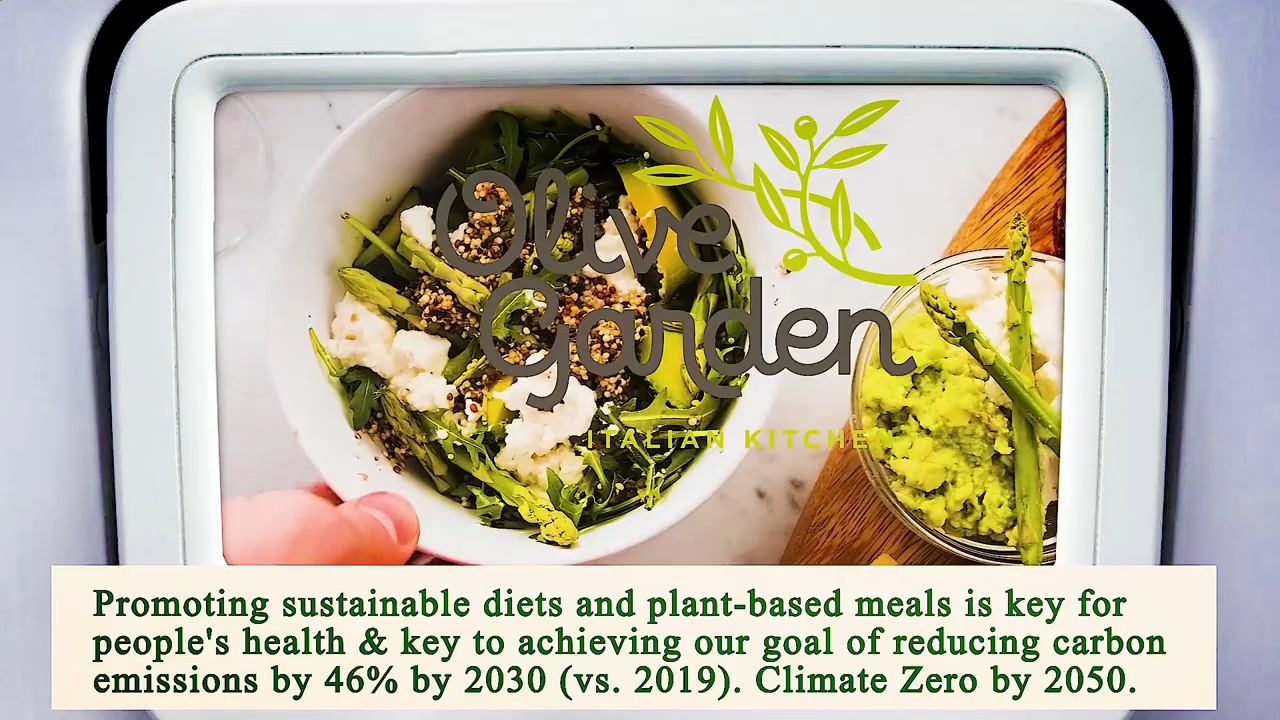 Olive
Garden
ITALIAN KITCHEN
Promoting sustainable diets and plant-based meals is key for
people's health & key to achieving our goal of reducing carbon
emissions by 46% by 2030 (vs. 2019). Climate Zero by 2050.